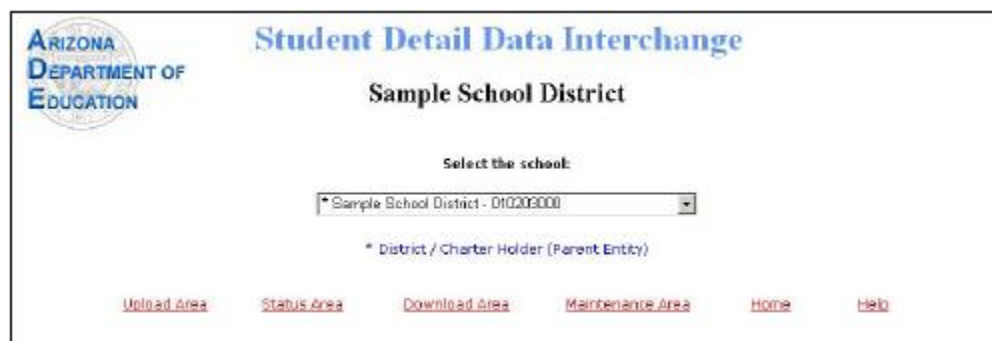 ARIZONA
DEPARTMENT OF
EDUCATION
Student Detail Data Interchange
Sample School District
Select the school:
* Sample School District - 010203000
* District / Charter Holder (Parent Entity)
Upload Area Status Area Download Area Maintenance Area Home Help